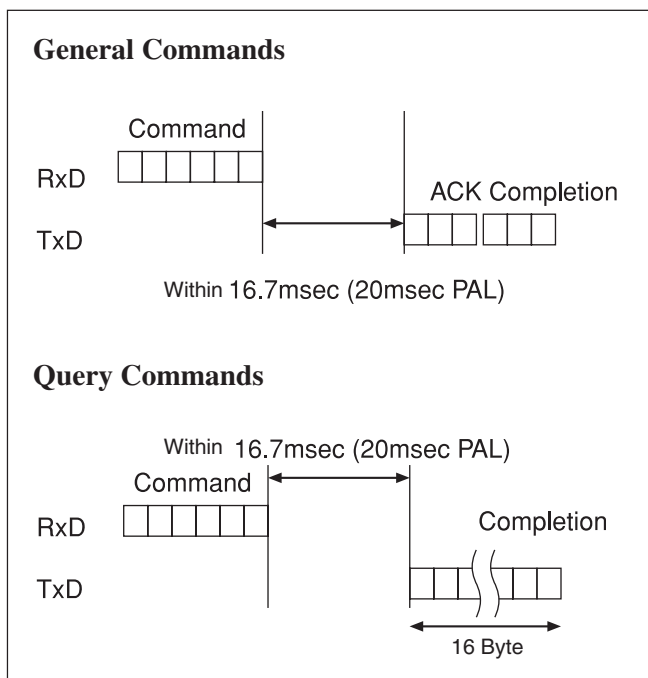 General Commands
Command
RxD
ACK Completion
TxD
Within 16.7msec (20msec PAL)
Query Commands
Within 16.7msec (20msec PAL)
Command
RxD
Completion
TxD
16 Byte